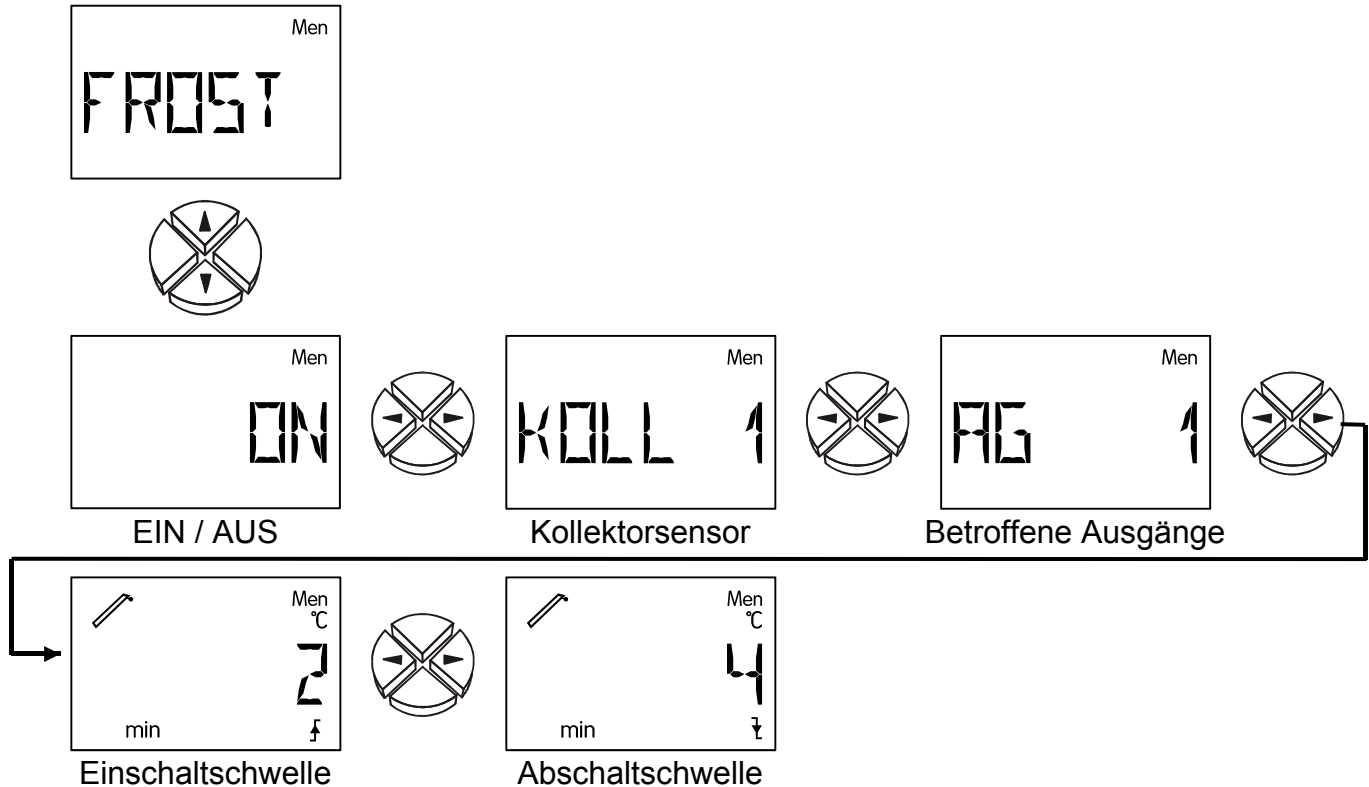 Men
FROST
Men
ON
Men
KOLL 1
Men
AG 1
EIN / AUS
Kollektorsensor
Betroffene Ausgänge
Men
°C
2
min
Men
°C
4
min
Einschaltschwelle
Abschaltschwelle